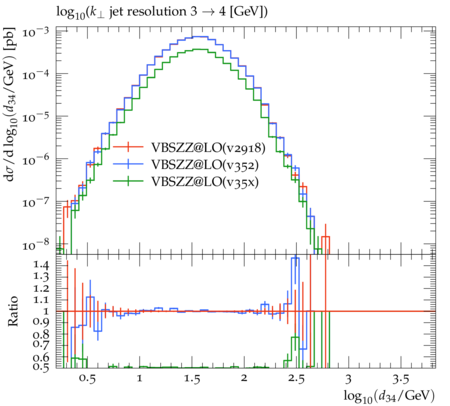 log₁₀(k⊥ jet resolution 3 → 4 [GeV])
dσ/d log₁₀(d₃₄/GeV) [pb]
10⁻³
10⁻⁴
10⁻⁵
10⁻⁶
10⁻⁷
10⁻⁸
VBSZZ@LO(v2918)
VBSZZ@LO(v352)
VBSZZ@LO(v35x)
Ratio
1.4
1.3
1.2
1.1
1
0.9
0.8
0.7
0.6
0.5
0.5 1 1.5 2 2.5 3 3.5
log₁₀(d₃₄/GeV)